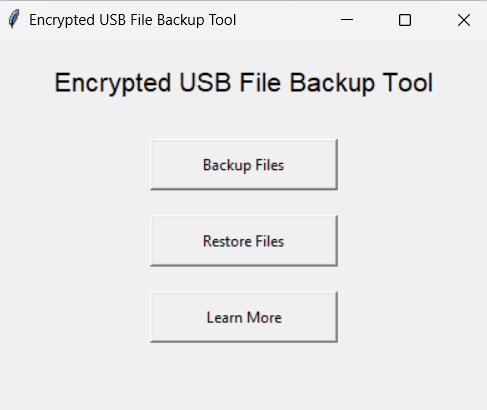 Encrypted USB File Backup Tool
Encrypted USB File Backup Tool
Backup Files
Restore Files
Learn More